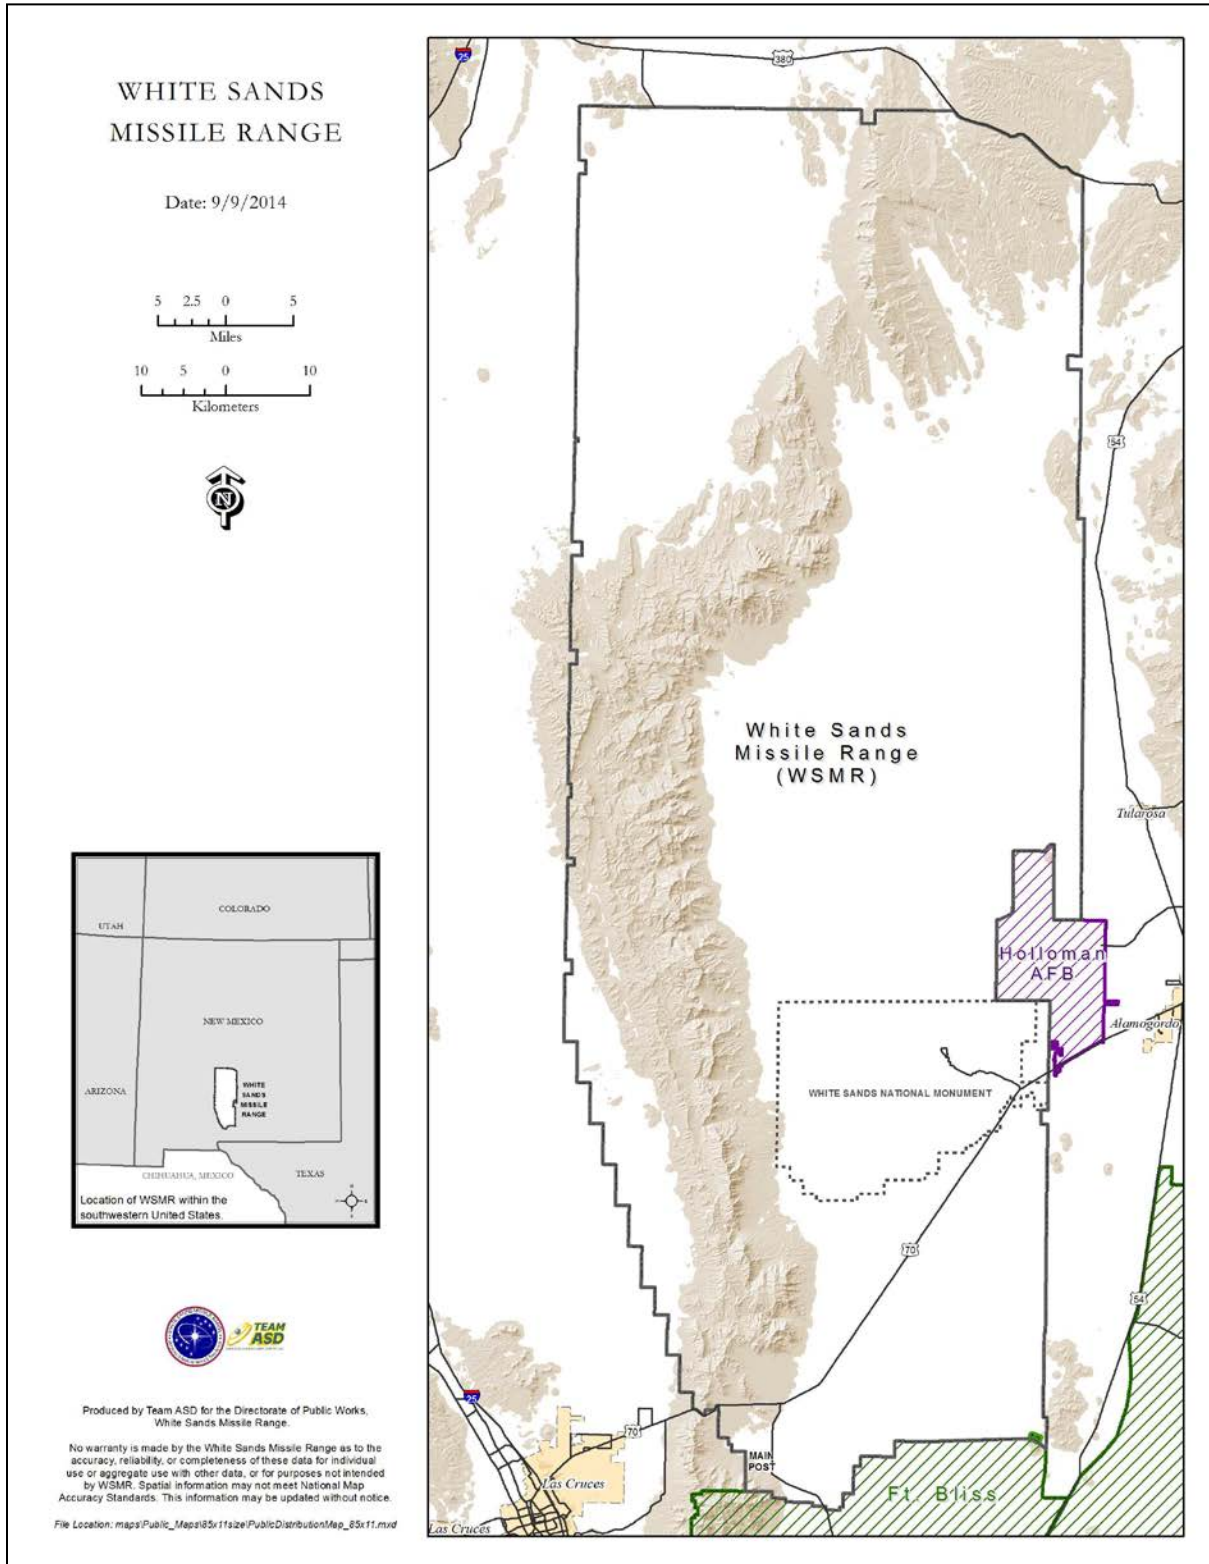 WHITE SANDS
MISSILE RANGE
Date: 9/9/2014
5 2.5 0 5
Miles
10 5 0 10
Kilometers
N
UTAH
COLORADO
NEW MEXICO
ARIZONA
WHITE
SANDS
MISSILE
RANGE
CHIHUAHUA, MEXICO
TEXAS
Location of WSMR within the
southwestern United States.
TEAM
ASD
Produced by Team ASD for the Directorate of Public Works,
White Sands Missile Range.
No warranty is made by the White Sands Missile Range as to the
accuracy, reliability, or completeness of these data for individual
use or aggregate use with other data, or for purposes not intended
by WSMR. Spatial information may not meet National Map
Accuracy Standards. This information may be updated without notice.
File Location: maps\Public_Maps\85x11size\PublicDistributionMap_85x11.mxd
25
380
54
White Sands
Missile Range
(WSMR)
Tularosa
Holloman
AFB
Alamogordo
WHITE SANDS NATIONAL MONUMENT
70
54
25
70
MAIN
POST
Las Cruces
Ft. Bliss
Las Cruces